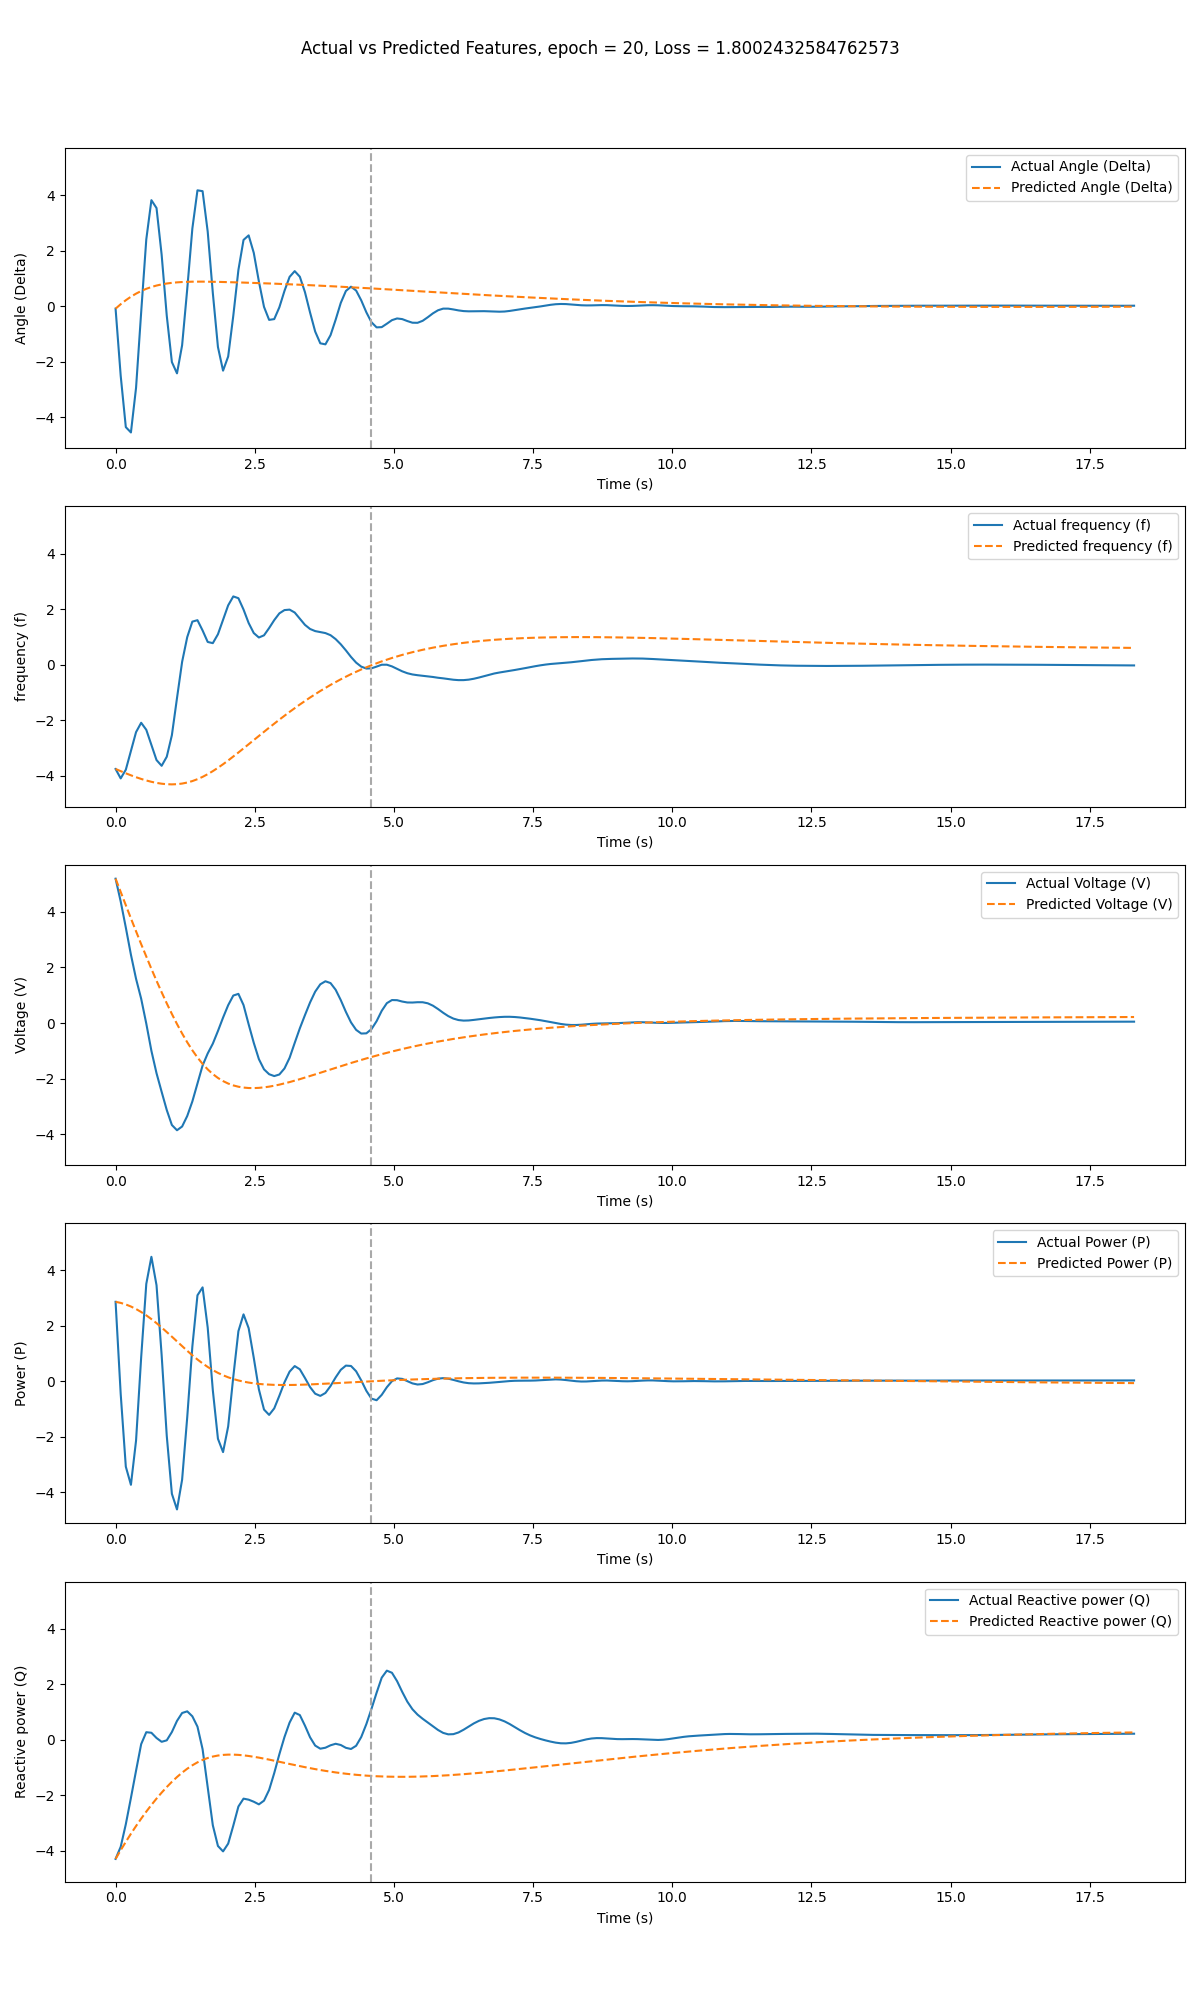 Actual vs Predicted Features, epoch = 20, Loss = 1.8002432584762573
Actual Angle (Delta)
Predicted Angle (Delta)
Angle (Delta)
4
2
0
−2
−4
0.0 2.5 5.0 7.5 10.0 12.5 15.0 17.5
Time (s)
Actual frequency (f)
Predicted frequency (f)
frequency (f)
4
2
0
−2
−4
0.0 2.5 5.0 7.5 10.0 12.5 15.0 17.5
Time (s)
Actual Voltage (V)
Predicted Voltage (V)
Voltage (V)
4
2
0
−2
−4
0.0 2.5 5.0 7.5 10.0 12.5 15.0 17.5
Time (s)
Actual Power (P)
Predicted Power (P)
Power (P)
4
2
0
−2
−4
0.0 2.5 5.0 7.5 10.0 12.5 15.0 17.5
Time (s)
Actual Reactive power (Q)
Predicted Reactive power (Q)
Reactive power (Q)
4
2
0
−2
−4
0.0 2.5 5.0 7.5 10.0 12.5 15.0 17.5
Time (s)